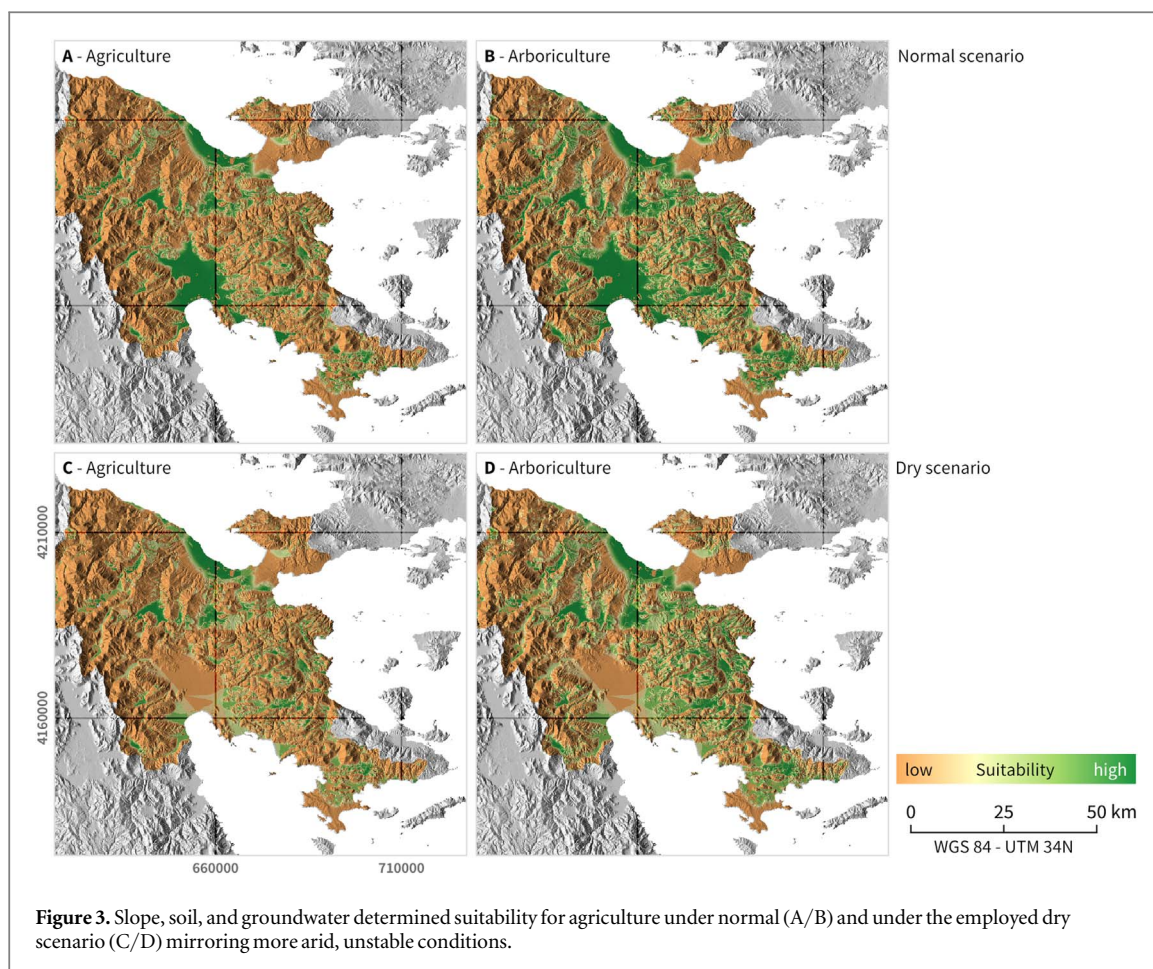 A - Agriculture
B - Arboriculture
Normal scenario
C - Agriculture
D - Arboriculture
Dry scenario
4210000
4160000
660000
710000
low Suitability high
0 25 50 km
WGS 84 - UTM 34N
Figure 3. Slope, soil, and groundwater determined suitability for agriculture under normal (A/B) and under the employed dry
scenario (C/D) mirroring more arid, unstable conditions.